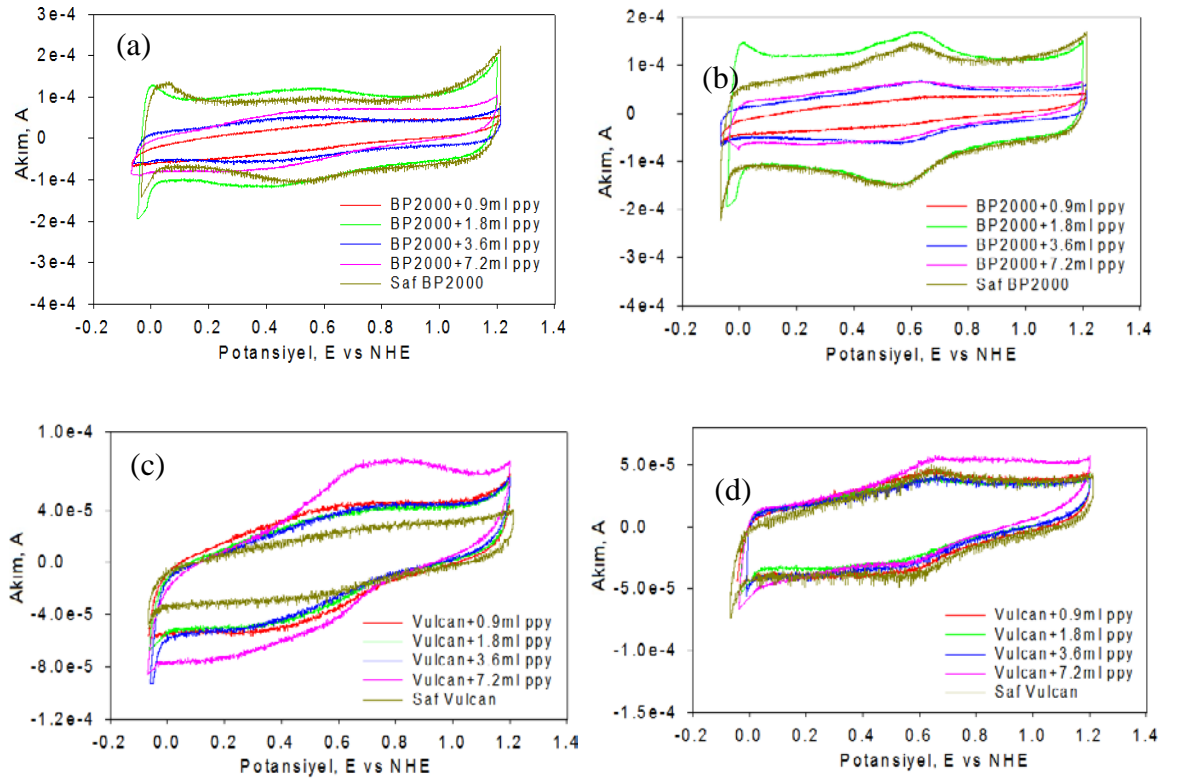 (a)
Akım, A
3e-4
2e-4
1e-4
0
-1e-4
-2e-4
-3e-4
-4e-4
BP2000+0.9ml ppy
BP2000+1.8ml ppy
BP2000+3.6ml ppy
BP2000+7.2ml ppy
Saf BP2000
-0.2 0.0 0.2 0.4 0.6 0.8 1.0 1.2 1.4
Potansiyel, E vs NHE
(b)
Akım, A
2e-4
1e-4
0
-1e-4
-2e-4
-3e-4
-4e-4
BP2000+0.9ml ppy
BP2000+1.8ml ppy
BP2000+3.6ml ppy
BP2000+7.2ml ppy
Saf BP2000
-0.2 0.0 0.2 0.4 0.6 0.8 1.0 1.2 1.4
Potansiyel, E vs NHE
(c)
Akım, A
1.0e-4
4.0e-5
0.0
-4.0e-5
-8.0e-5
-1.2e-4
Vulcan+0.9ml ppy
Vulcan+1.8ml ppy
Vulcan+3.6ml ppy
Vulcan+7.2ml ppy
Saf Vulcan
-0.2 0.0 0.2 0.4 0.6 0.8 1.0 1.2 1.4
Potansiyel, E vs NHE
(d)
Akım, A
5.0e-5
0.0
-5.0e-5
-1.0e-4
-1.5e-4
Vulcan+0.9ml ppy
Vulcan+1.8ml ppy
Vulcan+3.6ml ppy
Vulcan+7.2ml ppy
Saf Vulcan
-0.2 0.0 0.2 0.4 0.6 0.8 1.0 1.2 1.4
Potansiyel, E vs NHE